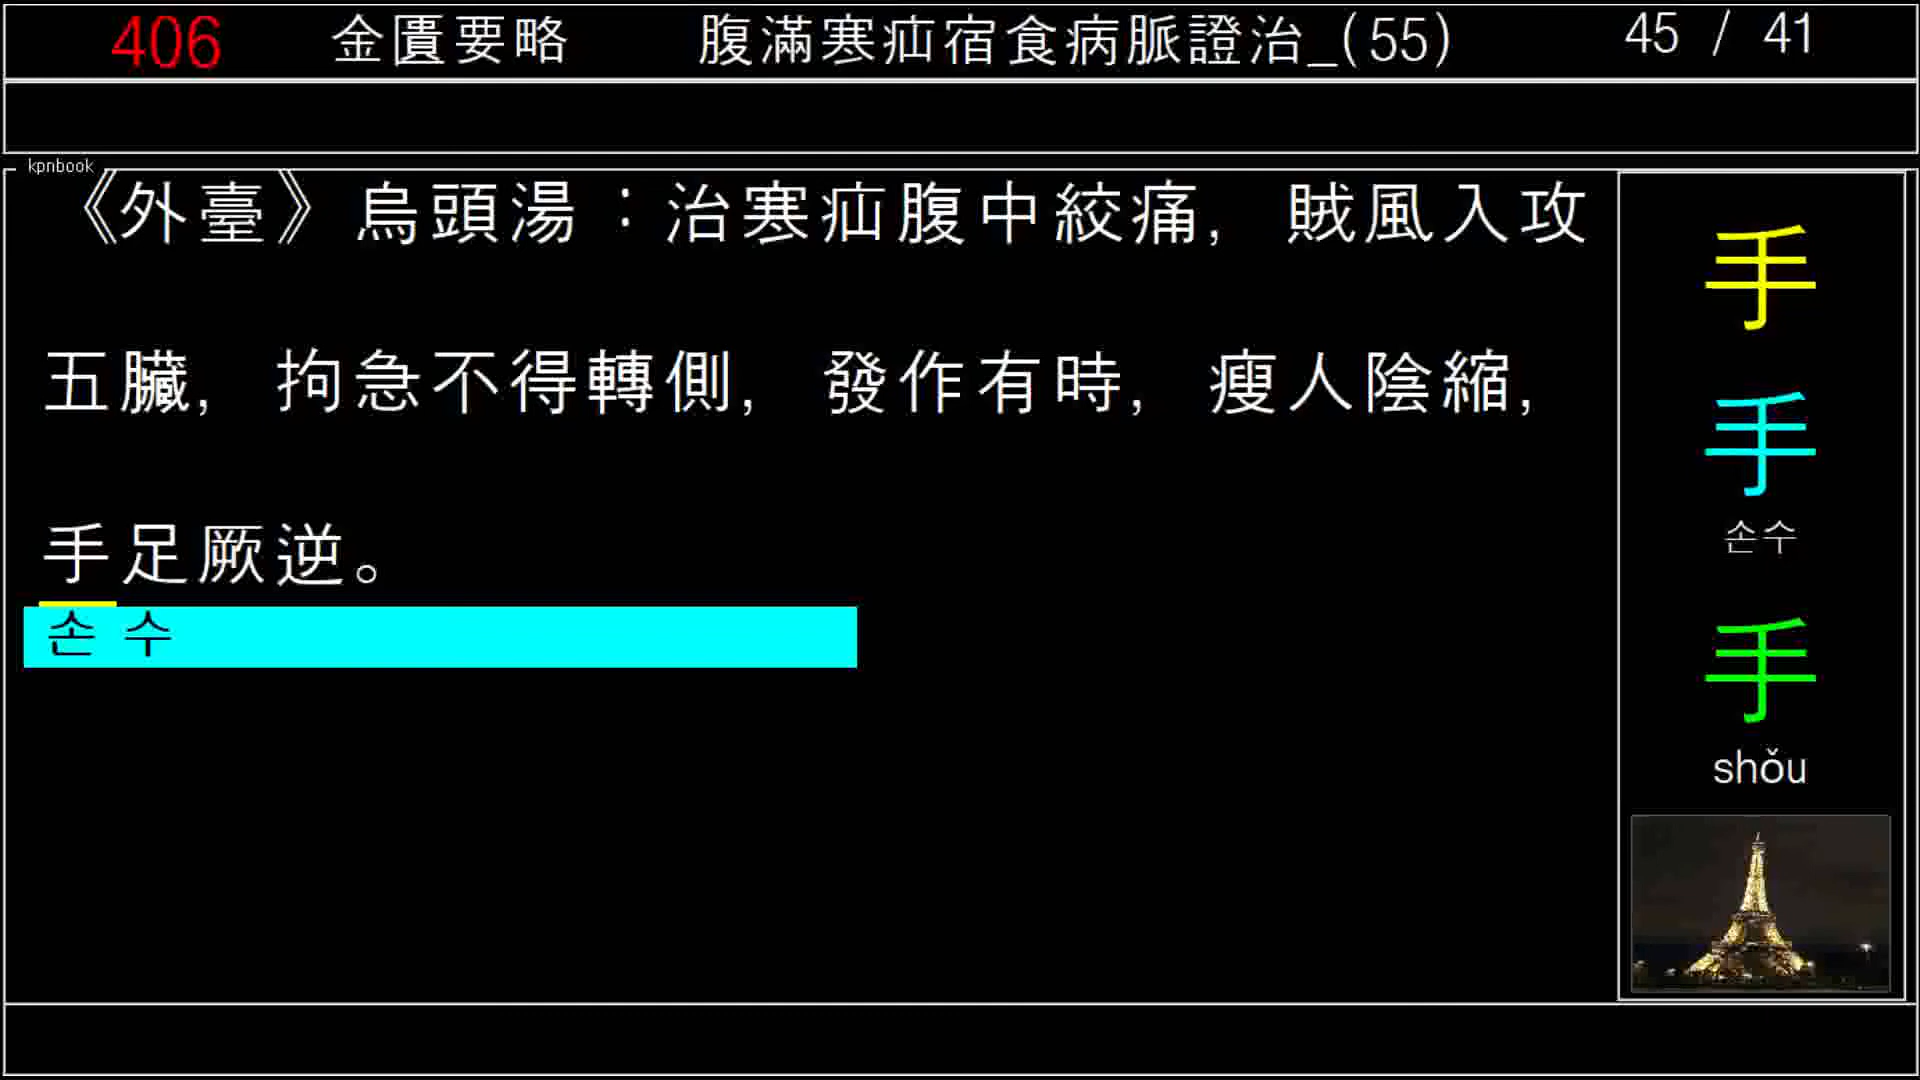 406 金匱要略 腹滿寒疝宿食病脈證治_(55) 45 / 41
kpnbook
《外臺》烏頭湯：治寒疝腹中絞痛, 賊風入攻
五臟, 拘急不得轉側, 發作有時, 瘦人陰縮,
手足厥逆。
손 수
手
手
손수
手
shǒu